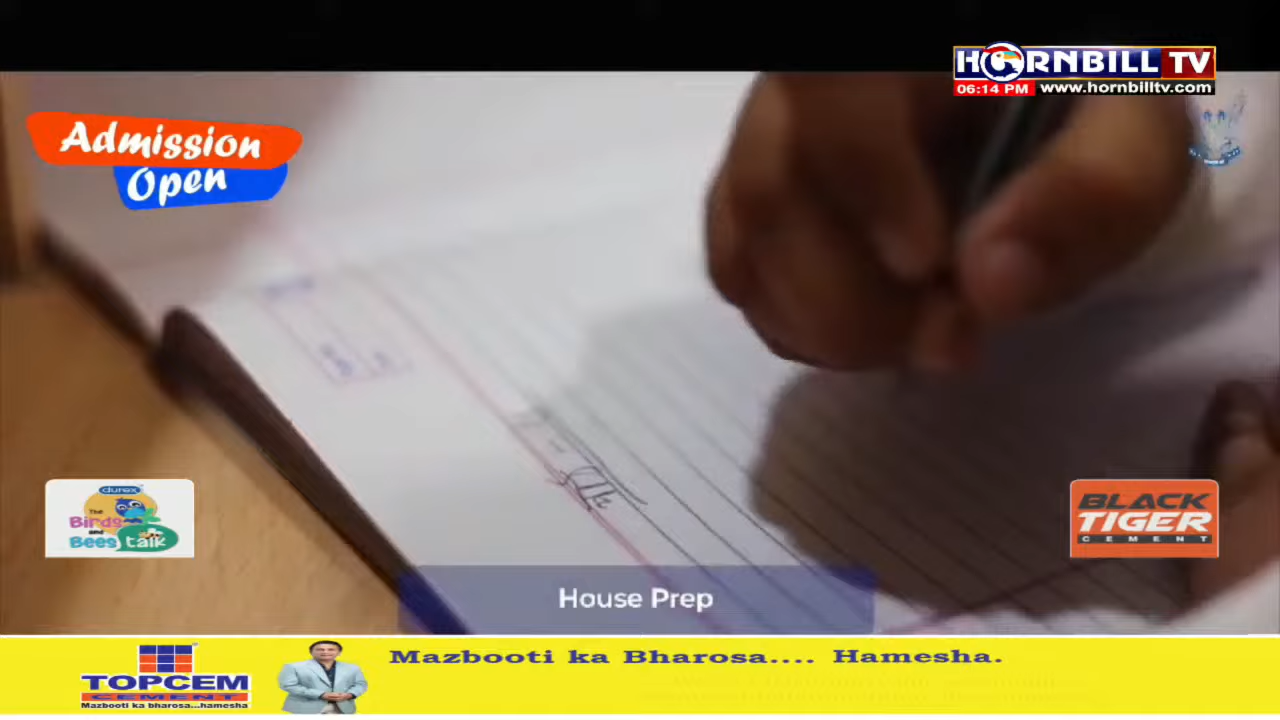 HORNBILL TV
06:14 PM www.hornbilltv.com
Admission
Open
durex
The
Birds
and
Bees talk
BLACK
TIGER
CEMENT
House Prep
TOPCEM
CEMENT
Mazbooti ka bharosa...hamesha
Mazbooti ka Bharosa.... Hamesha.